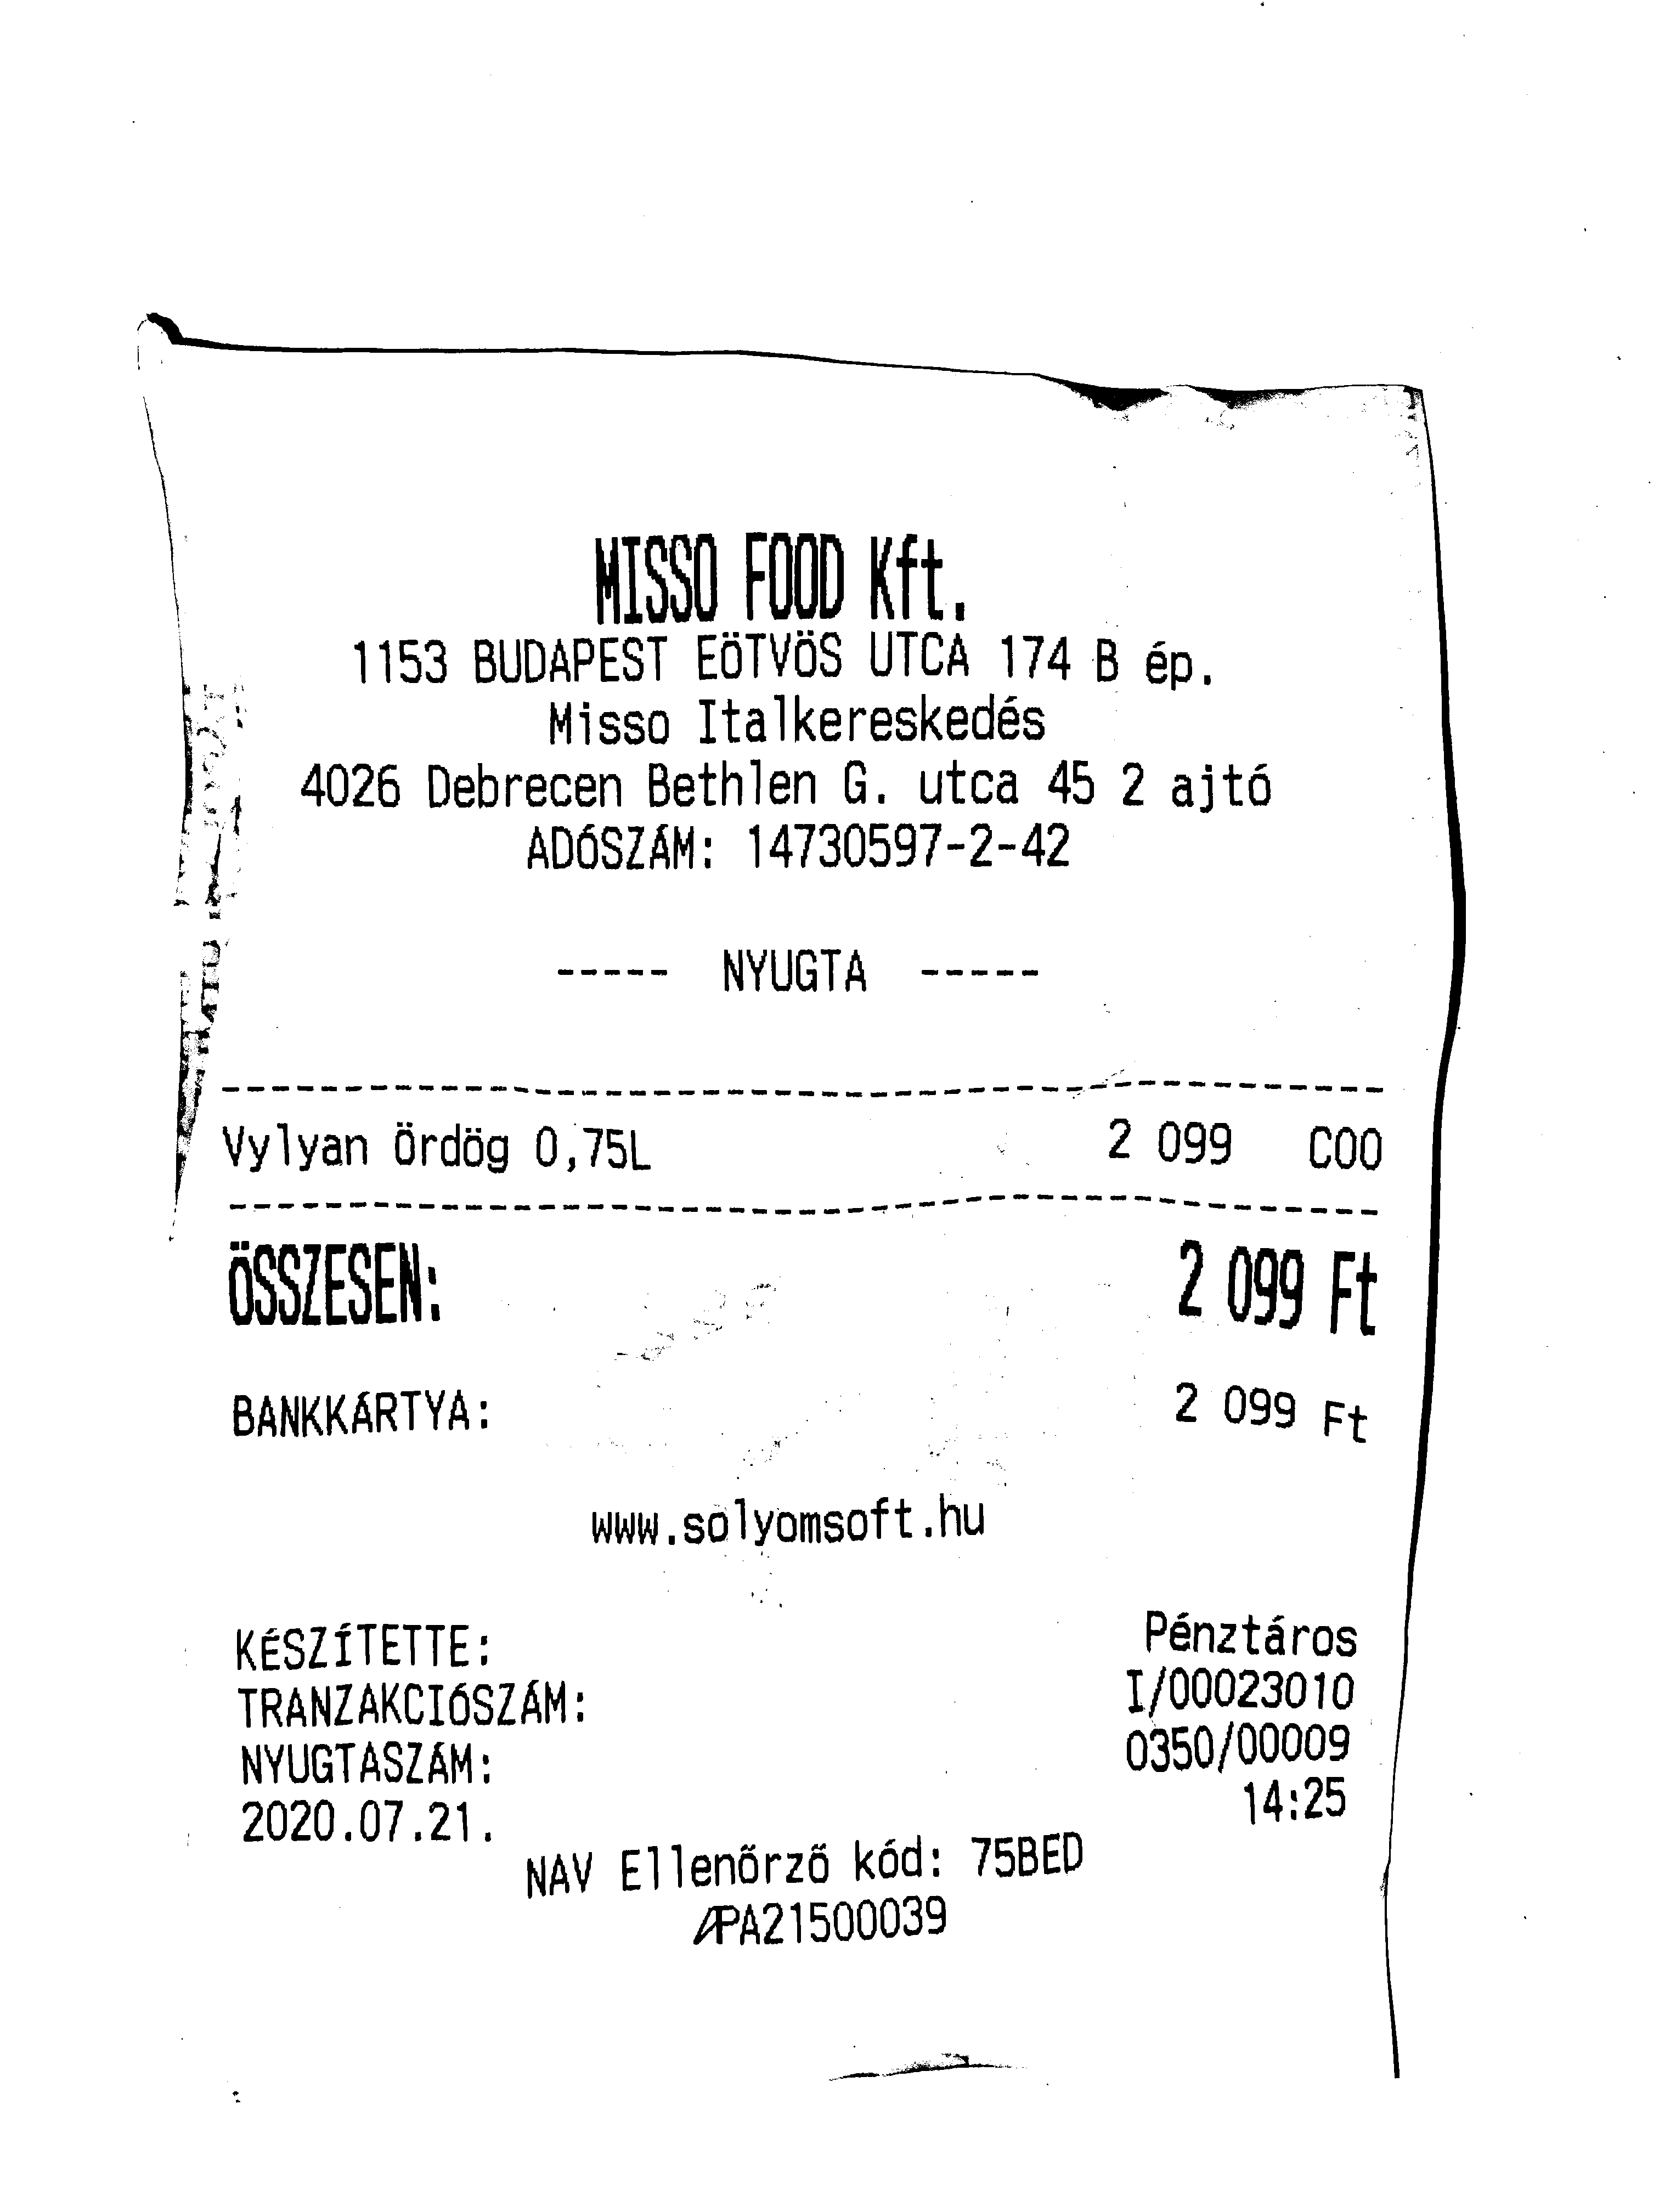 MISSO FOOD Kft.
1153 BUDAPEST EÖTVÖS UTCA 174 B ép.
Misso Italkereskedés
4026 Debrecen Bethlen G. utca 45 2 ajtó
ADÓSZÁM: 14730597-2-42
----- NYUGTA -----
Vylyan Ördög 0,75L 2 099 C00
ÖSSZESEN: 2 099 Ft
BANKKÁRTYA: 2 099 Ft
www.solyomsoft.hu
KÉSZÍTETTE: Pénztáros
TRANZAKCIÓSZÁM: I/00023010
NYUGTASZÁM: 0350/00009
2020.07.21. 14:25
NAV Ellenőrző kód: 75BED
APA21500039